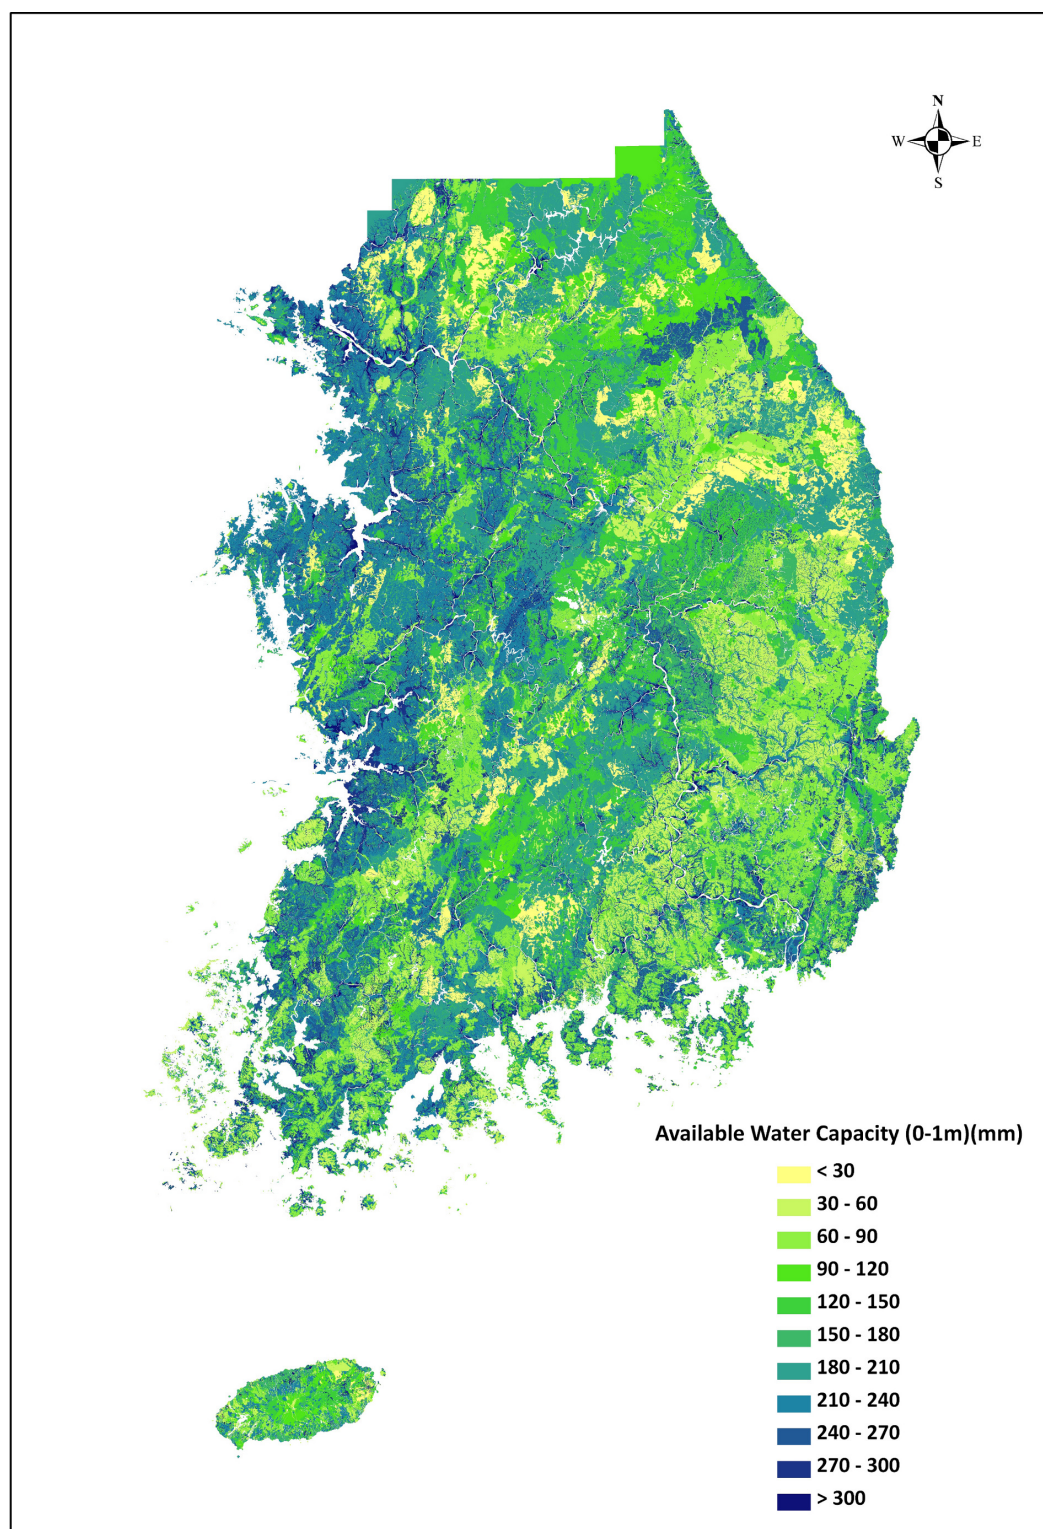 N
W E
S
Available Water Capacity (0-1m)(mm)
< 30
30 - 60
60 - 90
90 - 120
120 - 150
150 - 180
180 - 210
210 - 240
240 - 270
270 - 300
> 300